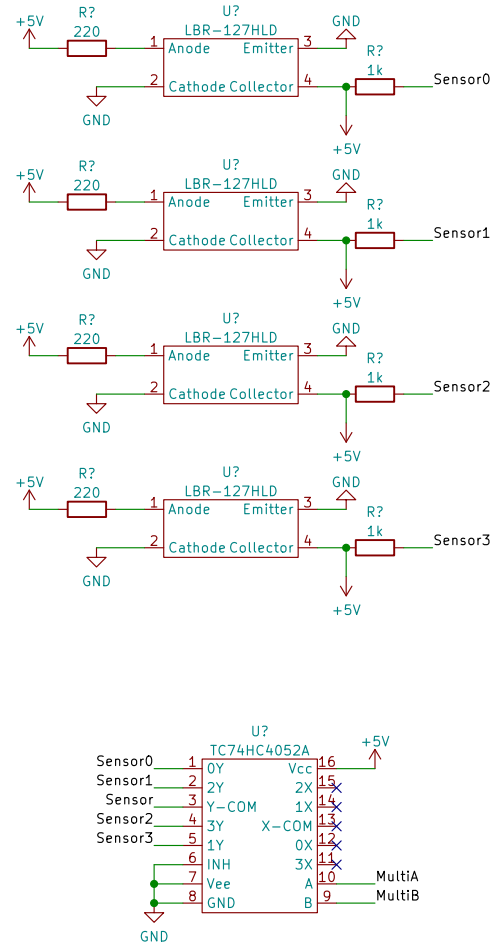 +5V R? 220 U? LBR-127HLD GND R? 1k
1 Anode Emitter 3
2 Cathode Collector 4 Sensor0
GND +5V
+5V R? 220 U? LBR-127HLD GND R? 1k
1 Anode Emitter 3
2 Cathode Collector 4 Sensor1
GND +5V
+5V R? 220 U? LBR-127HLD GND R? 1k
1 Anode Emitter 3
2 Cathode Collector 4 Sensor2
GND +5V
+5V R? 220 U? LBR-127HLD GND R? 1k
1 Anode Emitter 3
2 Cathode Collector 4 Sensor3
GND +5V
U?
TC74HC4052A +5V
Sensor0 1 0Y Vcc 16
Sensor1 2 2Y 2X 15
Sensor 3 Y-COM 1X 14
Sensor2 4 3Y X-COM 13
Sensor3 5 1Y 0X 12
6 INH 3X 11
7 Vee A 10 MultiA
8 GND B 9 MultiB
GND